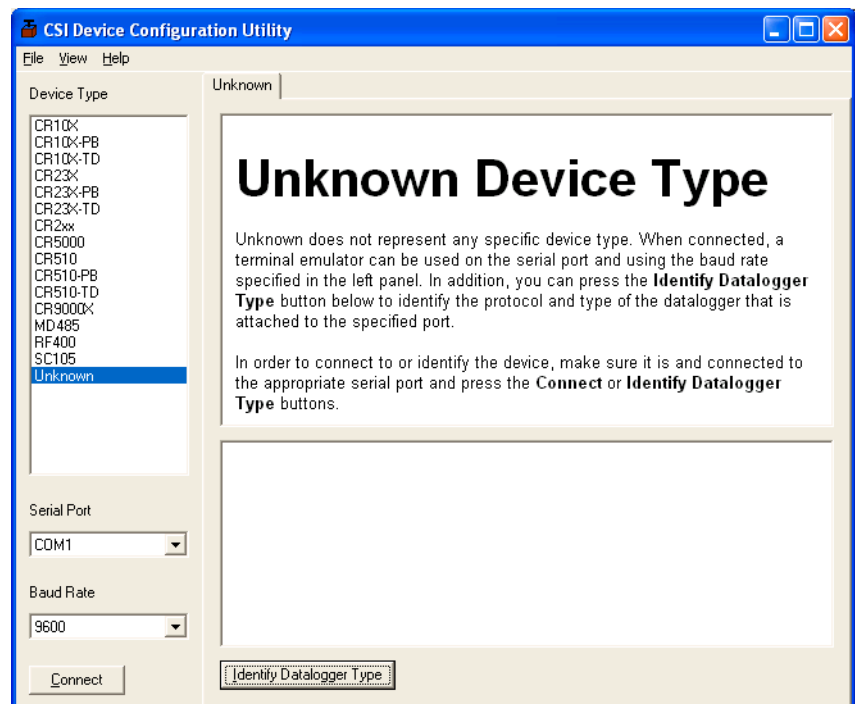 CSI Device Configuration Utility
File View Help
Device Type
CR10X
CR10X-PB
CR10X-TD
CR23X
CR23X-PB
CR23X-TD
CR2xx
CR5000
CR510
CR510-PB
CR510-TD
CR9000X
MD485
RF400
SC105
Unknown
Serial Port
COM1
Baud Rate
9600
Connect
Unknown
Unknown Device Type
Unknown does not represent any specific device type. When connected, a
terminal emulator can be used on the serial port and using the baud rate
specified in the left panel. In addition, you can press the Identify Datalogger
Type button below to identify the protocol and type of the datalogger that is
attached to the specified port.
In order to connect to or identify the device, make sure it is and connected to
the appropriate serial port and press the Connect or Identify Datalogger
Type buttons.
Identify Datalogger Type